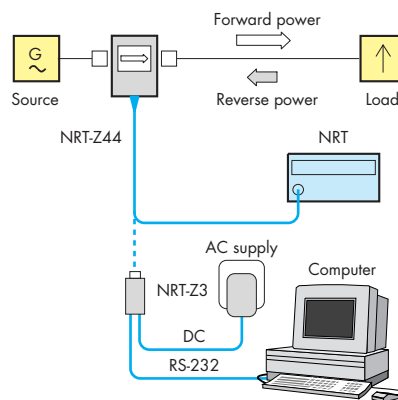 Forward power
G
Source
Reverse power
Load
NRT-Z44
NRT
AC supply
NRT-Z3
Computer
DC
RS-232